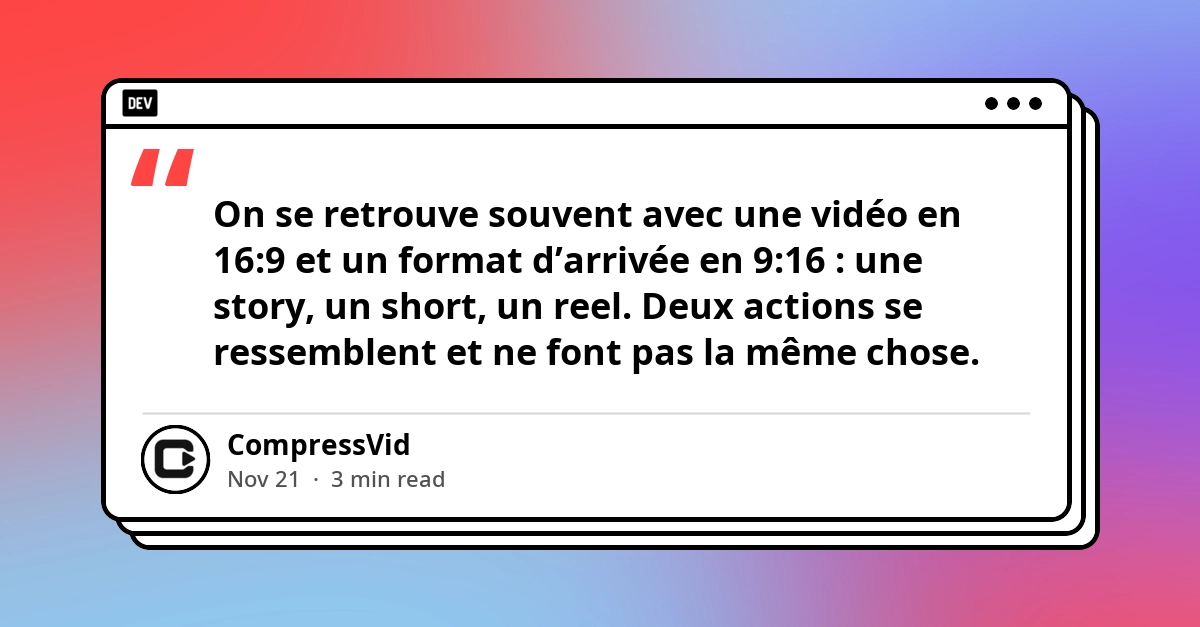 DEV
“
On se retrouve souvent avec une vidéo en
16:9 et un format d’arrivée en 9:16 : une
story, un short, un reel. Deux actions se
ressemblent et ne font pas la même chose.
CompressVid
Nov 21 · 3 min read